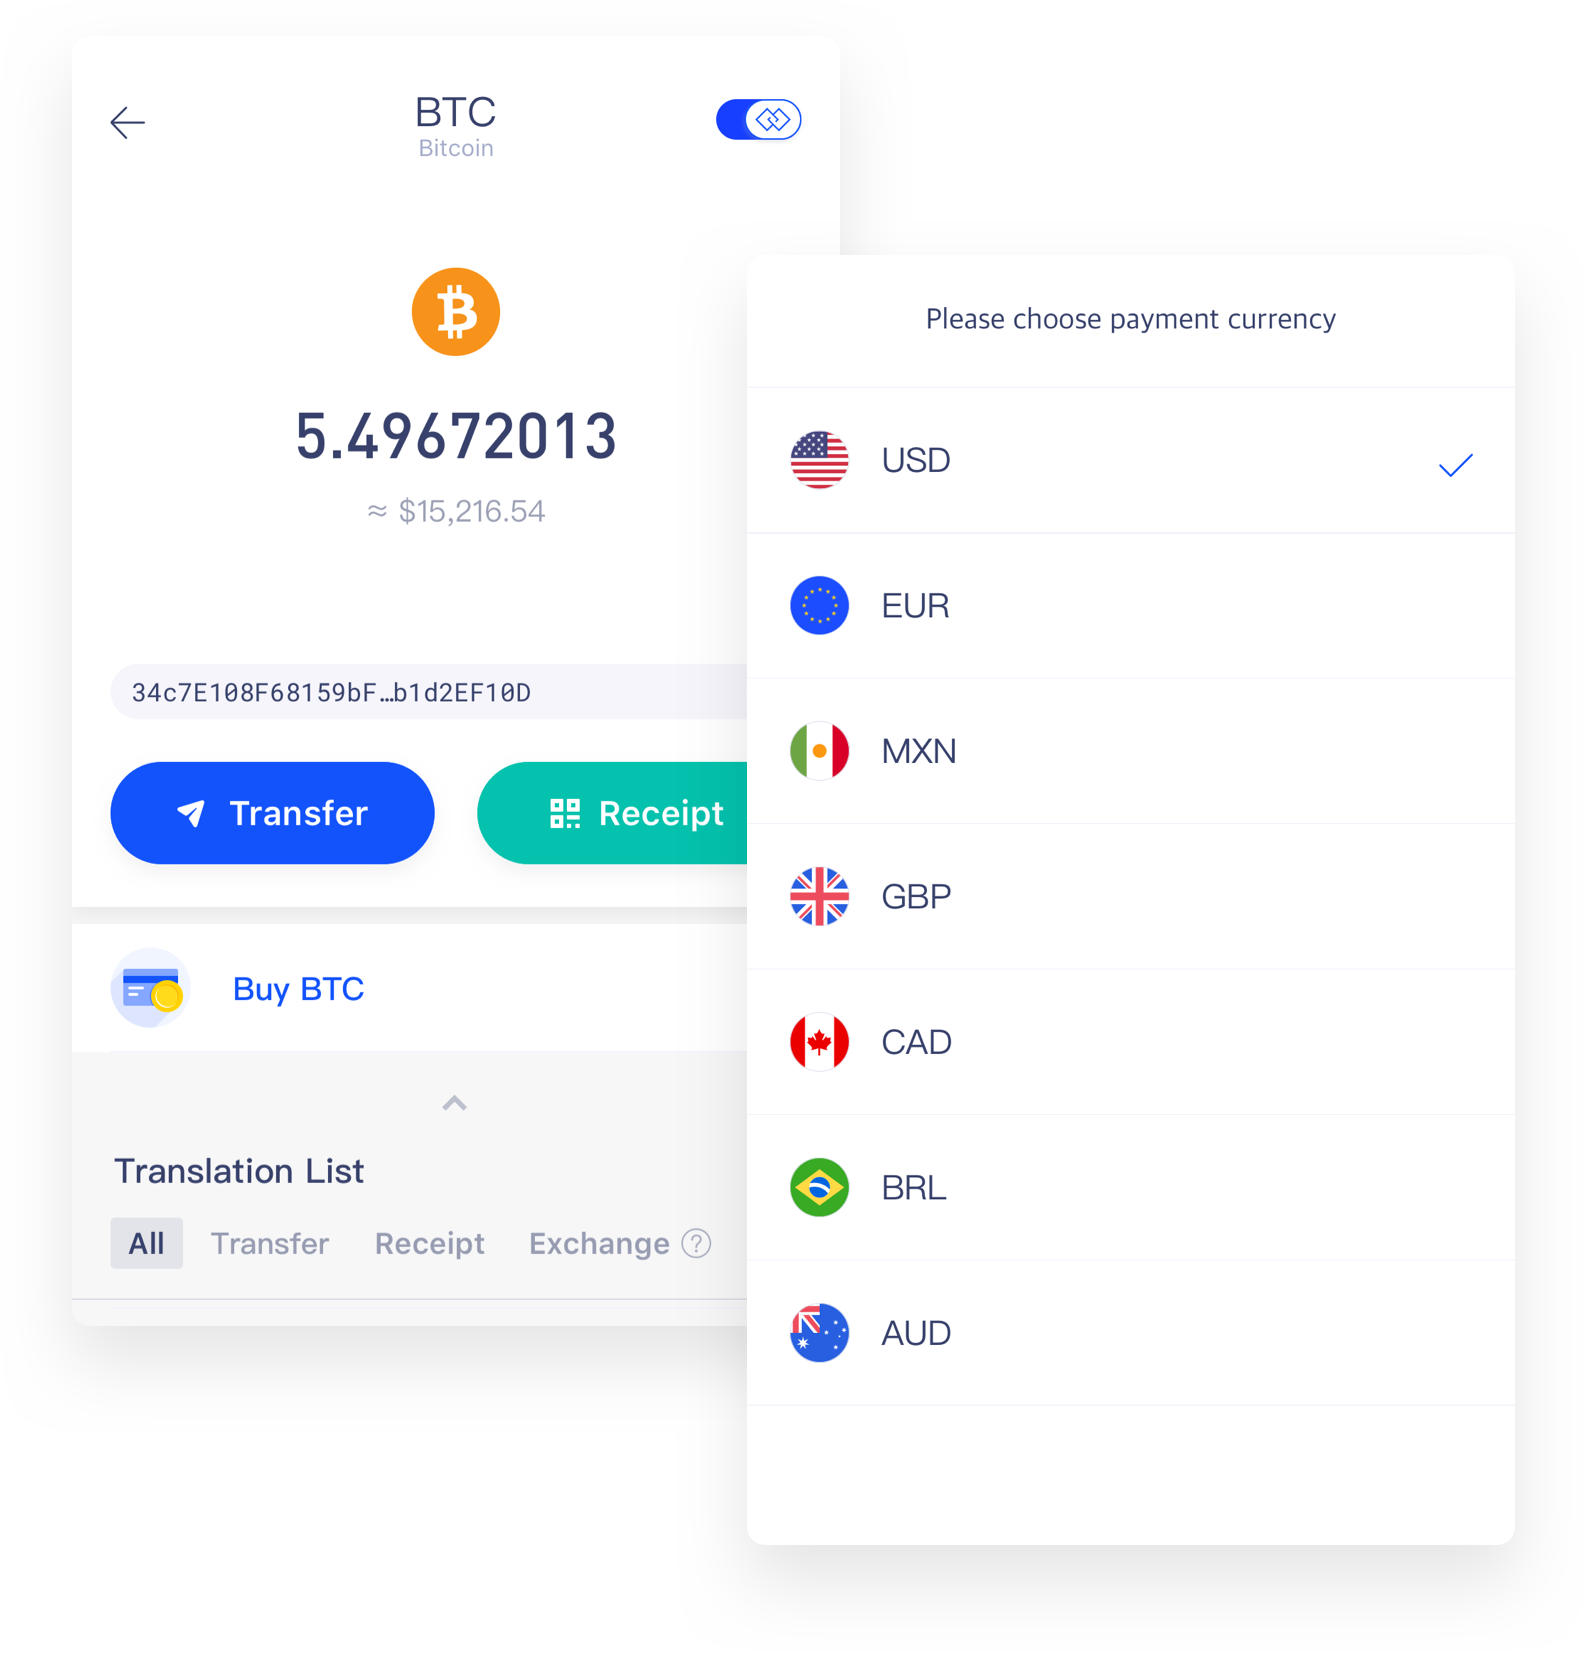 BTC
Bitcoin
5.49672013
≈ $15,216.54
34c7E108F68159bF...b1d2EF10D
Transfer
Receipt
Buy BTC
Translation List
All Transfer Receipt Exchange ?
Please choose payment currency
USD
EUR
MXN
GBP
CAD
BRL
AUD